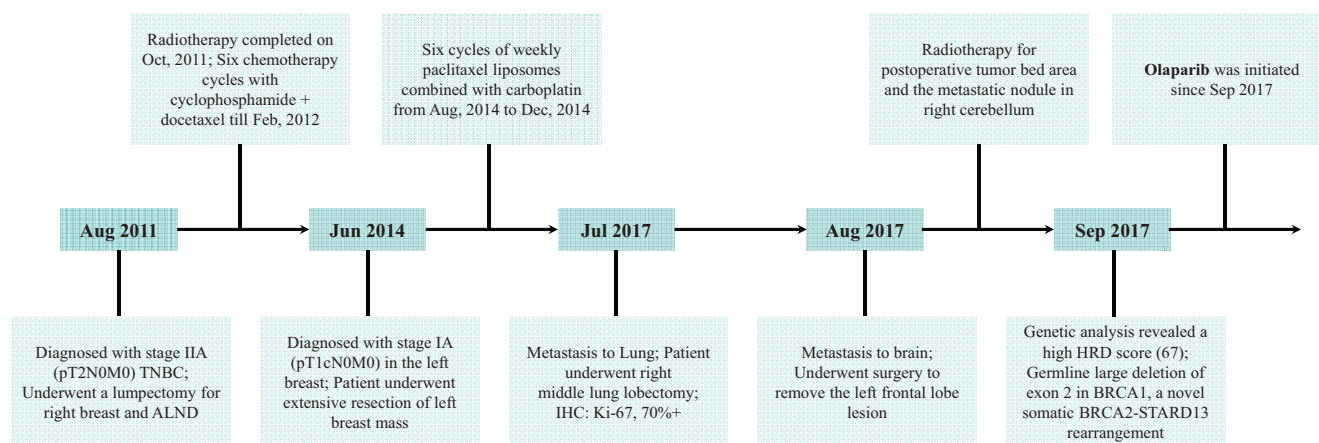 Radiotherapy completed on
Oct, 2011; Six chemotherapy
cycles with
cyclophosphamide +
docetaxel till Feb, 2012
Six cycles of weekly
paclitaxel liposomes
combined with carboplatin
from Aug, 2014 to Dec, 2014
Radiotherapy for
postoperative tumor bed area
and the metastatic nodule in
right cerebellum
Olaparib was initiated
since Sep 2017
Aug 2011
Jun 2014
Jul 2017
Aug 2017
Sep 2017
Diagnosed with stage IIA
(pT2N0M0) TNBC;
Underwent a lumpectomy for
right breast and ALND
Diagnosed with stage IA
(pT1cN0M0) in the left
breast; Patient underwent
extensive resection of left
breast mass
Metastasis to Lung; Patient
underwent right
middle lung lobectomy;
IHC: Ki-67, 70%+
Metastasis to brain;
Underwent surgery to
remove the left frontal lobe
lesion
Genetic analysis revealed a
high HRD score (67);
Germline large deletion of
exon 2 in BRCA1, a novel
somatic BRCA2-STARD13
rearrangement